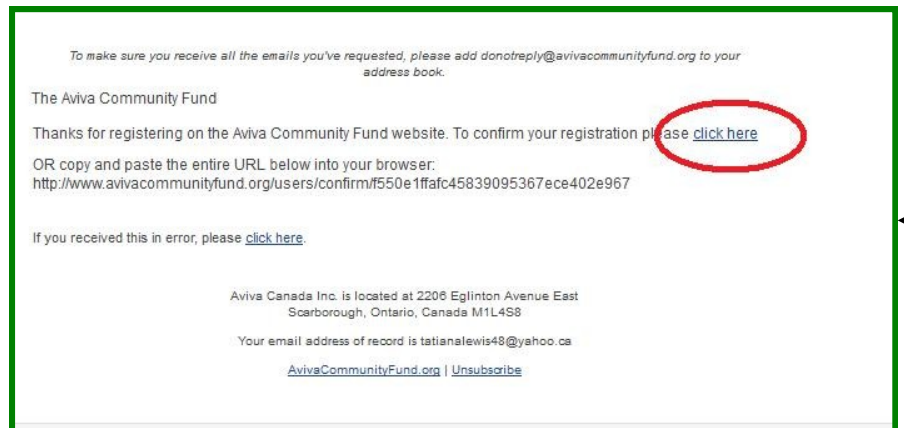 To make sure you receive all the emails you've requested, please add donotreply@avivacommunityfund.org to your
address book.
The Aviva Community Fund
Thanks for registering on the Aviva Community Fund website. To confirm your registration please click here
OR copy and paste the entire URL below into your browser:
http://www.avivacommunityfund.org/users/confirm/f550e1ffafc45839095367ece402e967
If you received this in error, please click here.
Aviva Canada Inc. is located at 2206 Eglinton Avenue East
Scarborough, Ontario, Canada M1L4S8
Your email address of record is tatianalewis48@yahoo.ca
AvivaCommunityFund.org | Unsubscribe